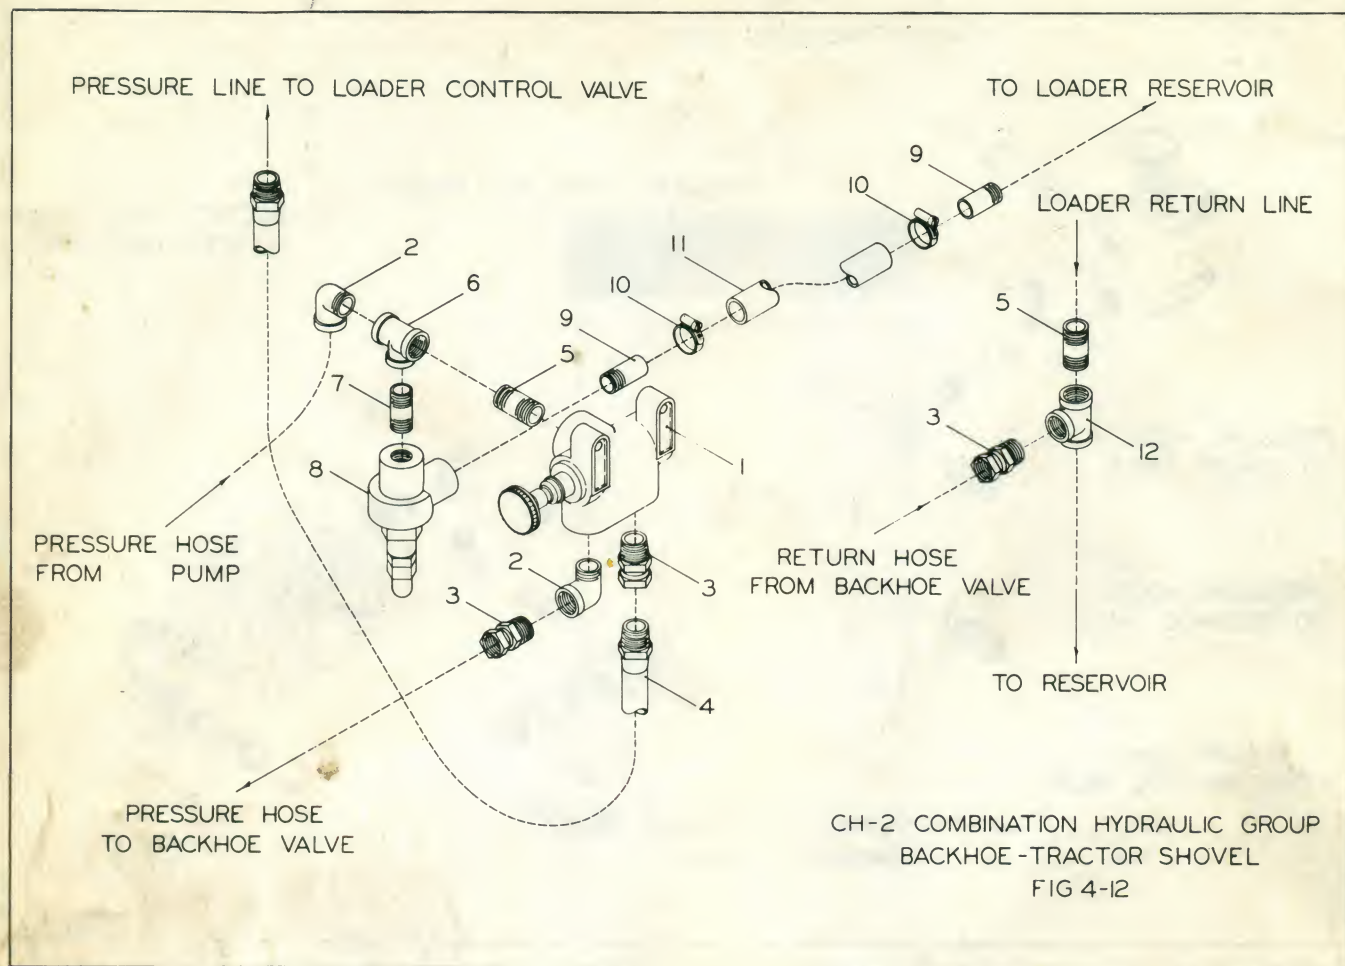 PRESSURE LINE TO LOADER CONTROL VALVE
TO LOADER RESERVOIR
9
10
LOADER RETURN LINE
2
6
11
10
5
9
5
7
3
12
8
1
PRESSURE HOSE
FROM PUMP
RETURN HOSE
FROM BACKHOE VALVE
2
3
3
4
TO RESERVOIR
PRESSURE HOSE
TO BACKHOE VALVE
CH-2 COMBINATION HYDRAULIC GROUP
BACKHOE-TRACTOR SHOVEL
FIG 4-12